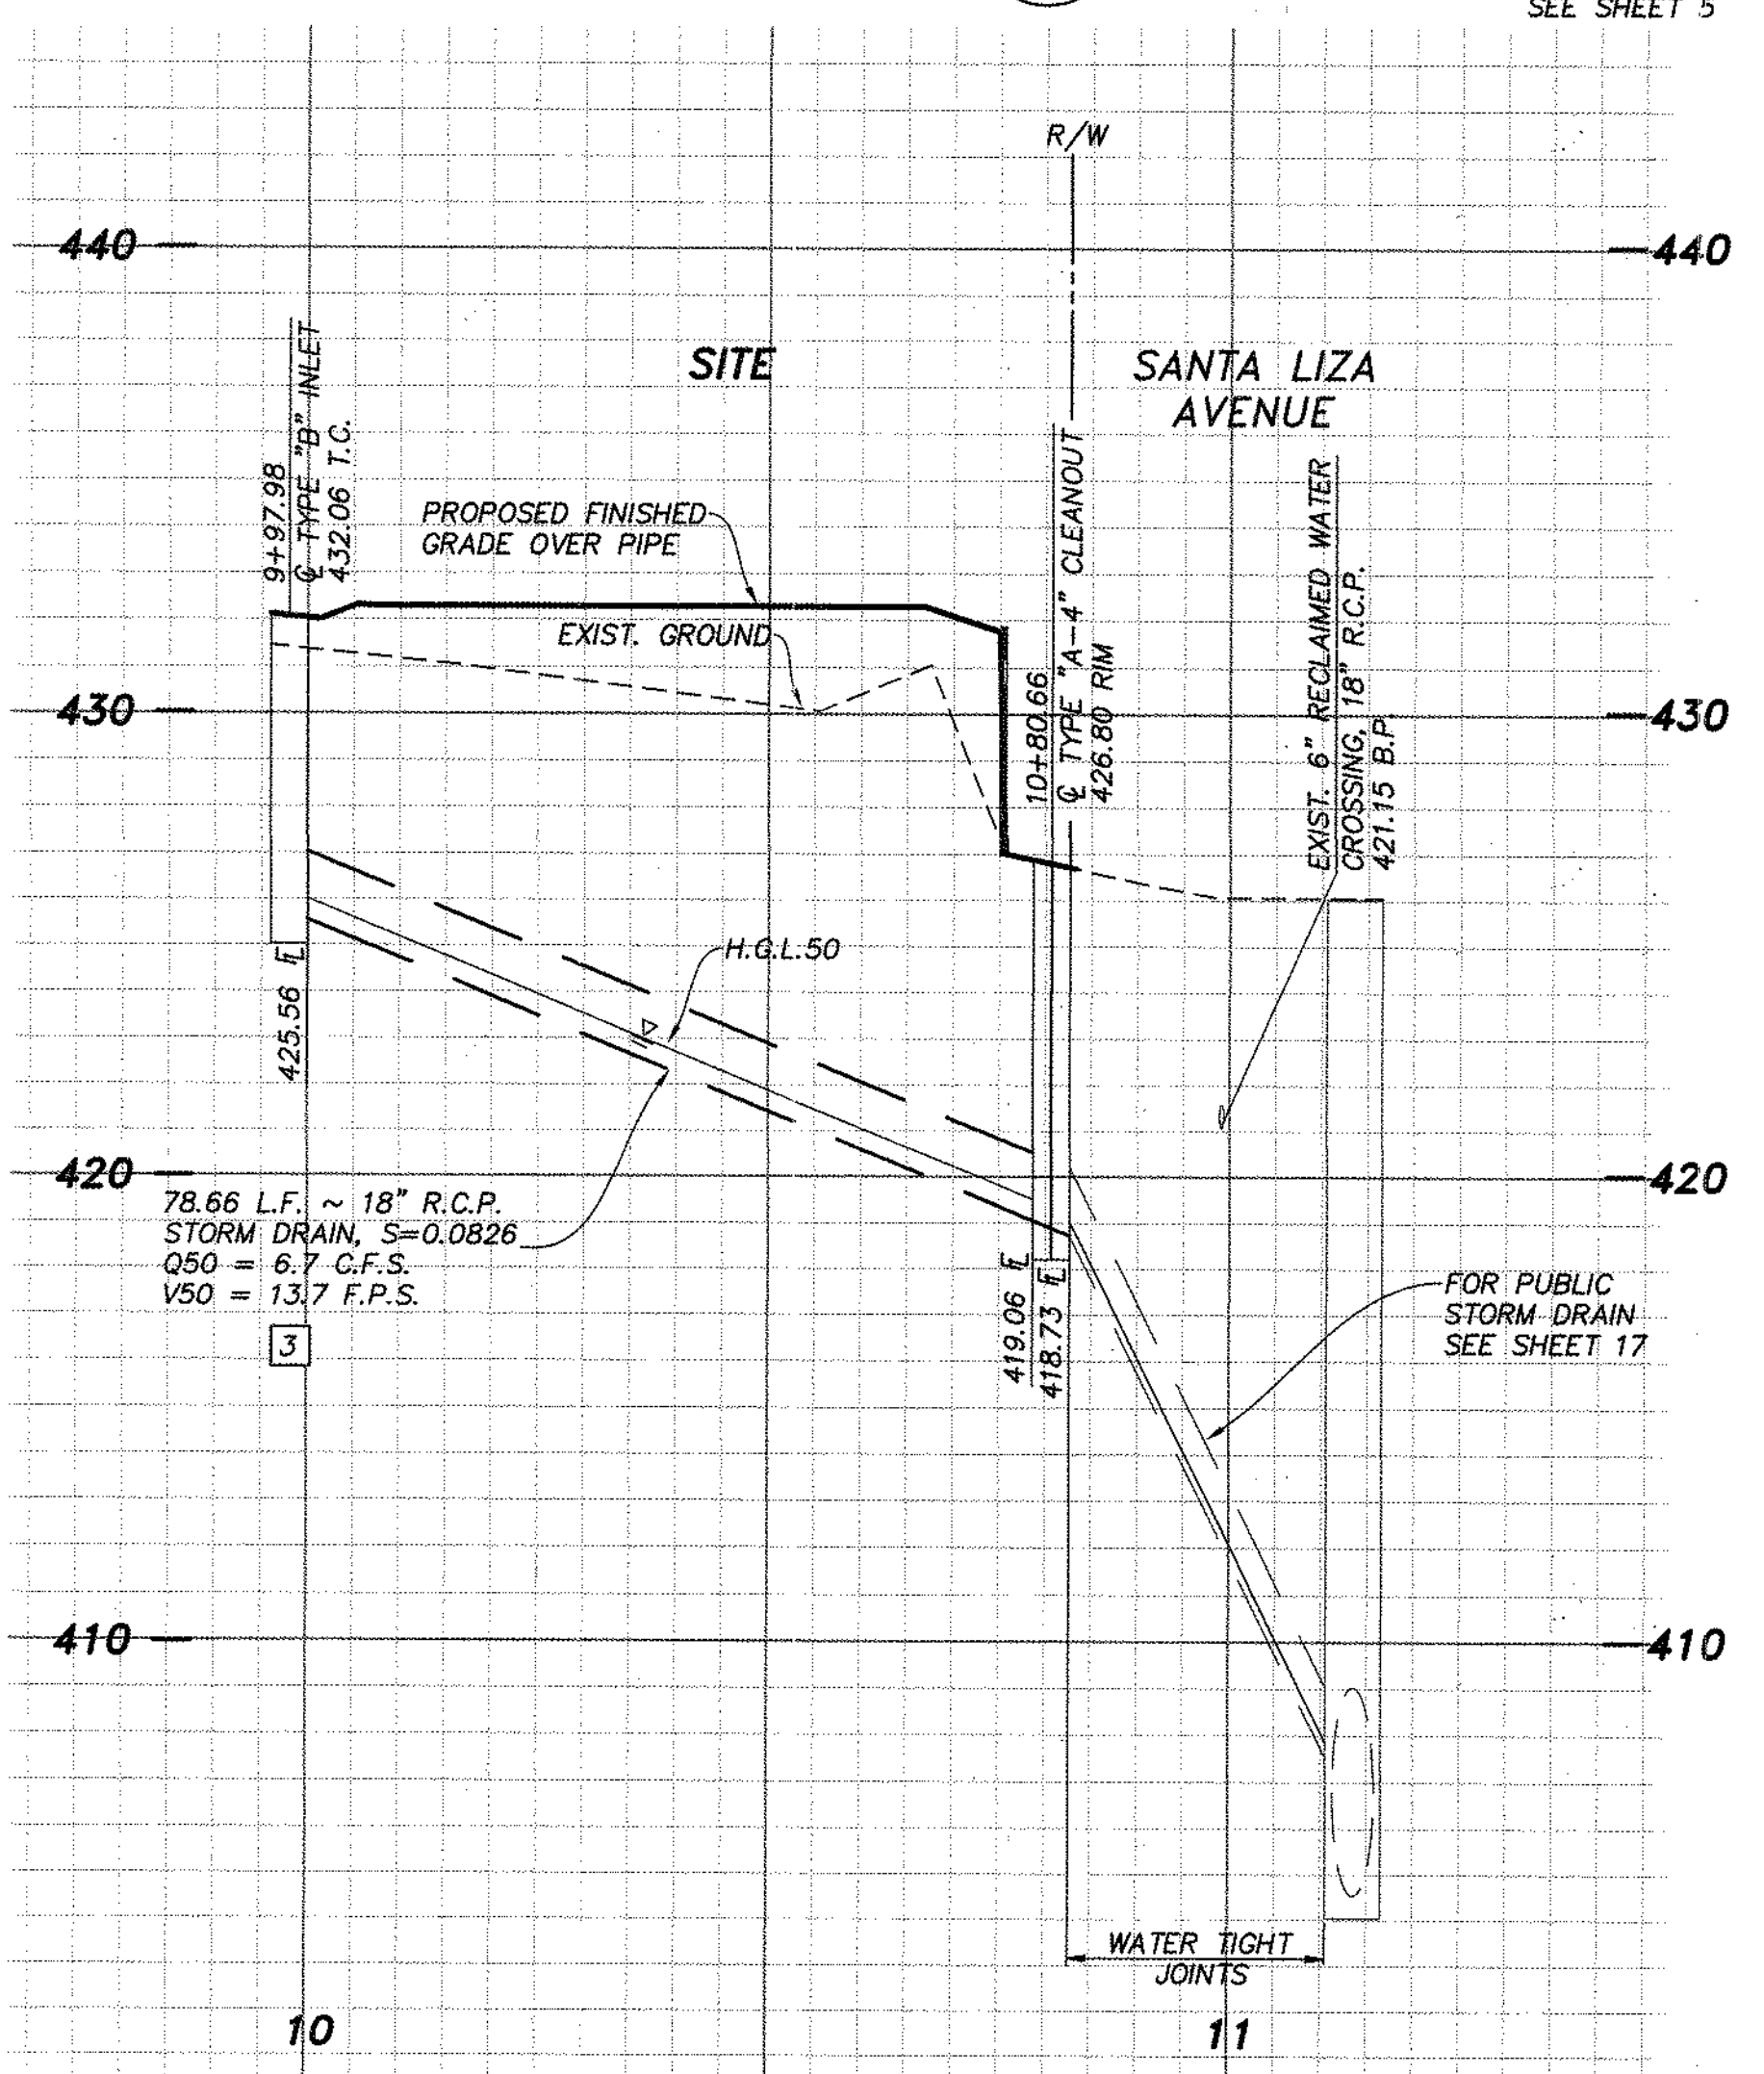 SEE SHEET 5
R/W
440
440
SITE
SANTA LIZA
AVENUE
9+97.98
℄ TYPE "B" INLET
432.06 T.C.
PROPOSED FINISHED
GRADE OVER PIPE
EXIST. GROUND
10+80.66
℄ TYPE "A-4" CLEANOUT
426.80 RIM
EXIST. 6" RECLAIMED WATER
CROSSING, 18" R.C.P.
421.15 B.P.
430
430
H.G.L.50
425.56 FL
420
420
78.66 L.F. ~ 18" R.C.P.
STORM DRAIN, S=0.0826
Q50 = 6.7 C.F.S.
V50 = 13.7 F.P.S.
3
419.06 FL
418.73 FL
FOR PUBLIC
STORM DRAIN
SEE SHEET 17
410
410
WATER TIGHT
JOINTS
10
11